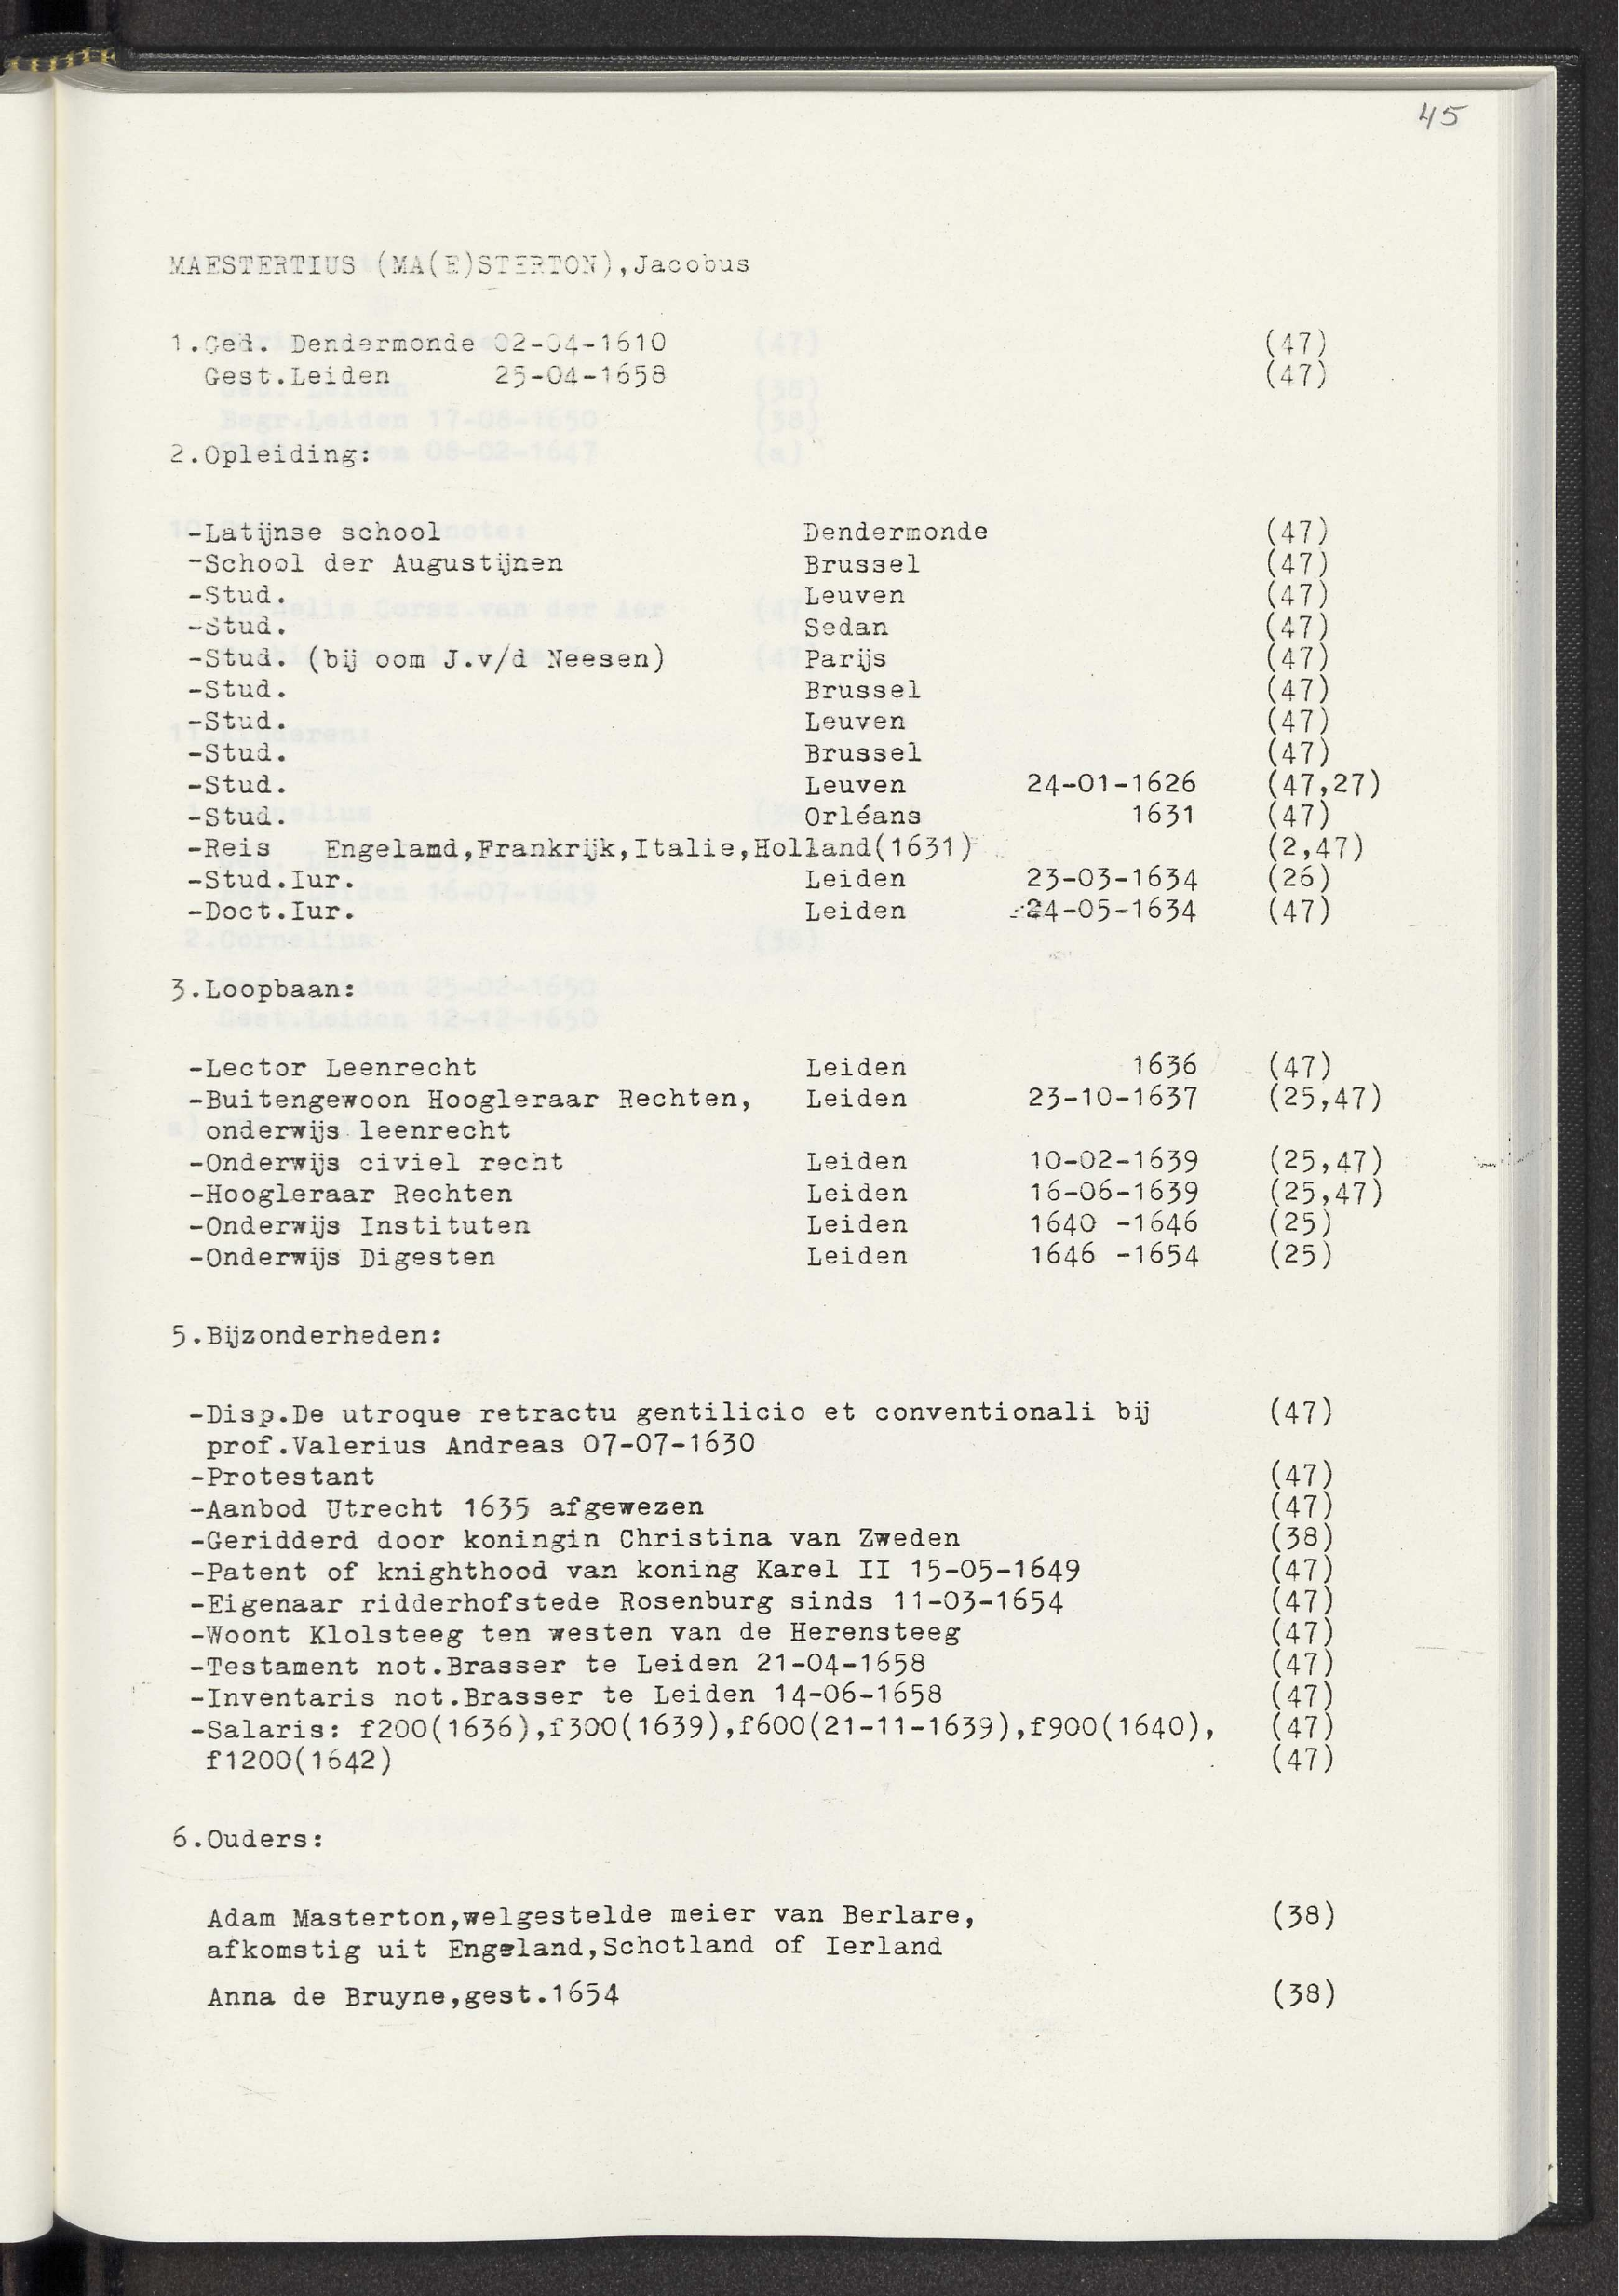 45
MAESTERTIUS (MA(E)STERTON),Jacobus
1.Ged. Dendermonde 02-04-1610 (47)
Gest.Leiden 25-04-1658 (47)
2.Opleiding:
-Latijnse school Dendermonde (47)
-School der Augustijnen Brussel (47)
-Stud. Leuven (47)
-Stud. Sedan (47)
-Stud. (bij oom J.v/d Neesen) Parijs (47)
-Stud. Brussel (47)
-Stud. Leuven (47)
-Stud. Brussel (47)
-Stud. Leuven 24-01-1626 (47,27)
-Stud. Orléans 1631 (47)
-Reis Engeland,Frankrijk,Italie,Holland(1631) (2,47)
-Stud.Iur. Leiden 23-03-1634 (26)
-Doct.Iur. Leiden 24-05-1634 (47)
3.Loopbaan:
-Lector Leenrecht Leiden 1636 (47)
-Buitengewoon Hoogleraar Rechten, Leiden 23-10-1637 (25,47)
onderwijs leenrecht
-Onderwijs civiel recht Leiden 10-02-1639 (25,47)
-Hoogleraar Rechten Leiden 16-06-1639 (25,47)
-Onderwijs Instituten Leiden 1640 -1646 (25)
-Onderwijs Digesten Leiden 1646 -1654 (25)
5.Bijzonderheden:
-Disp.De utroque retractu gentilicio et conventionali bij (47)
prof.Valerius Andreas 07-07-1630
-Protestant (47)
-Aanbod Utrecht 1635 afgewezen (47)
-Geridderd door koningin Christina van Zweden (38)
-Patent of knighthood van koning Karel II 15-05-1649 (47)
-Eigenaar ridderhofstede Rosenburg sinds 11-03-1654 (47)
-Woont Klolsteeg ten westen van de Herensteeg (47)
-Testament not.Brasser te Leiden 21-04-1658 (47)
-Inventaris not.Brasser te Leiden 14-06-1658 (47)
-Salaris: f200(1636),f300(1639),f600(21-11-1639),f900(1640), (47)
f1200(1642) (47)
6.Ouders:
Adam Masterton,welgestelde meier van Berlare, (38)
afkomstig uit Engeland,Schotland of Ierland
Anna de Bruyne,gest.1654 (38)